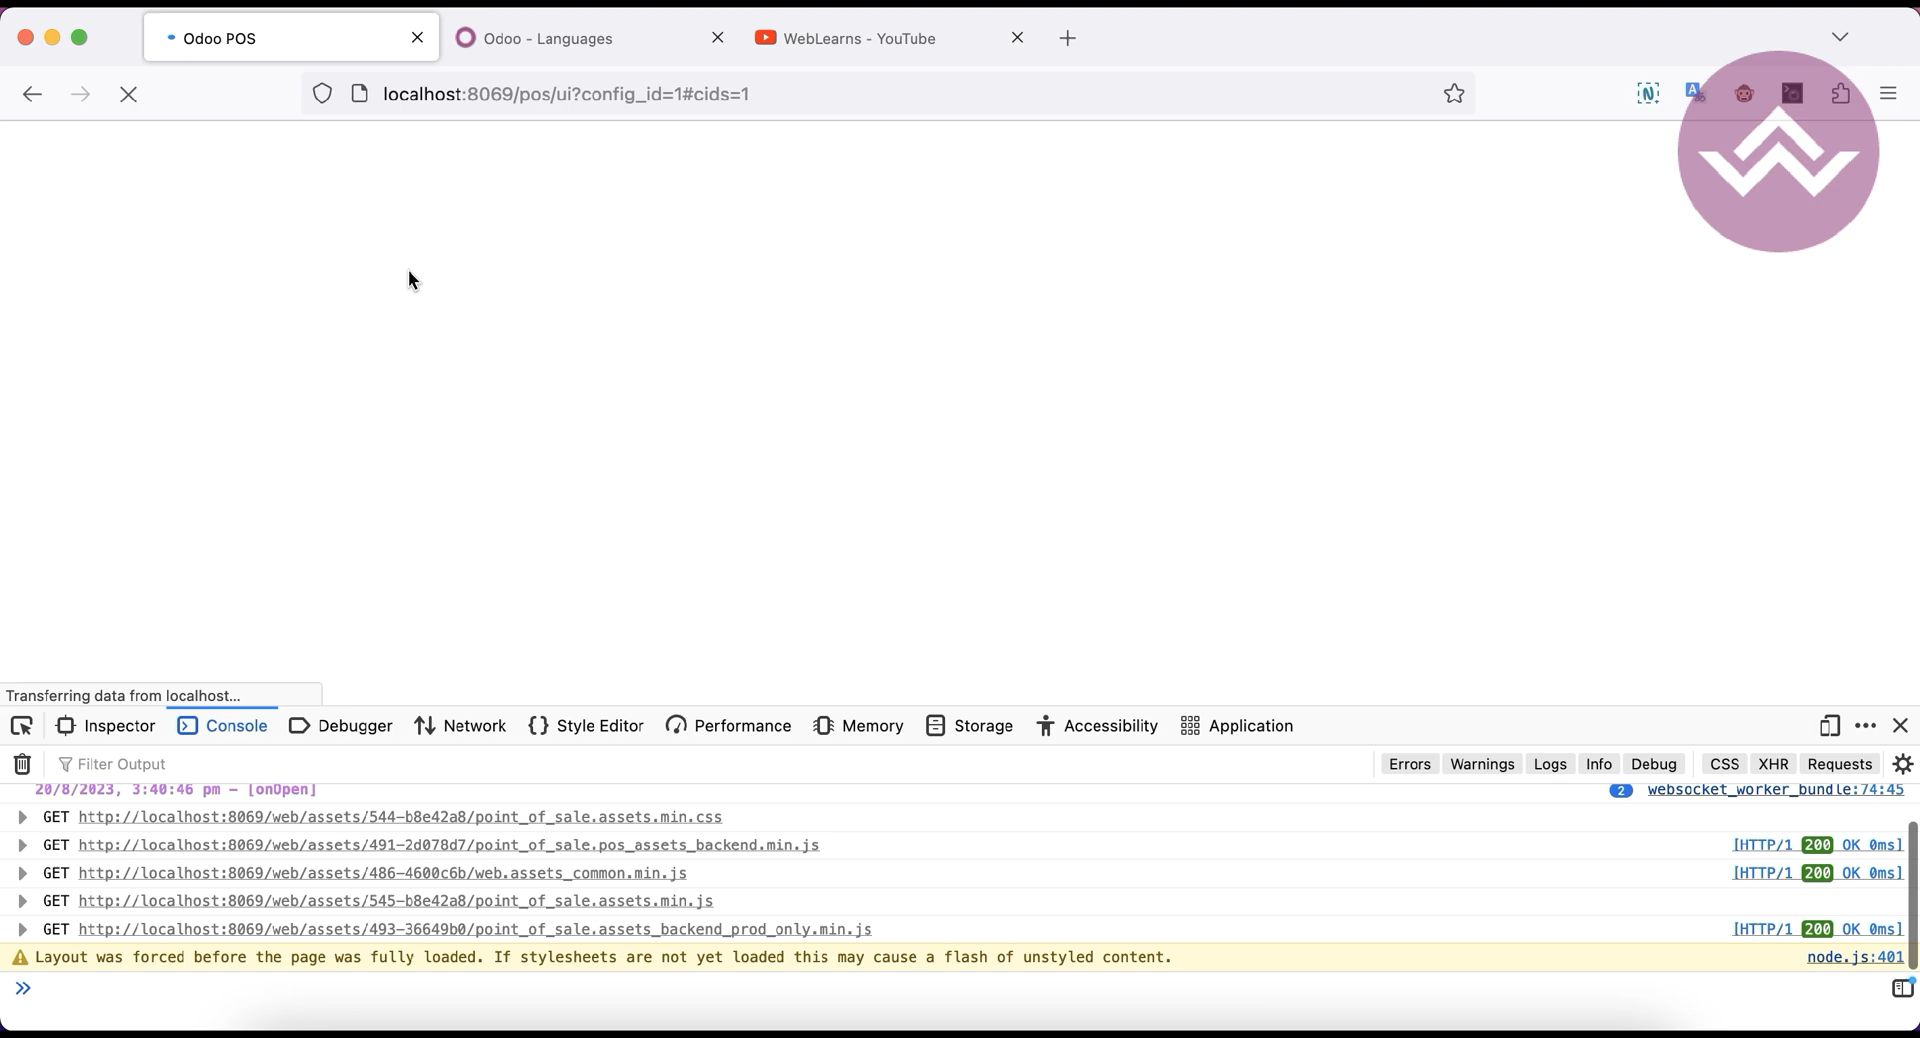 Odoo POS
Odoo - Languages
WebLearns - YouTube
localhost:8069/pos/ui?config_id=1#cids=1
Transferring data from localhost...
Inspector Console Debugger Network Style Editor Performance Memory Storage Accessibility Application
Filter Output
Errors Warnings Logs Info Debug CSS XHR Requests
20/8/2023, 3:40:46 pm - [onOpen] 2 websocket_worker_bundle:74:45
GET http://localhost:8069/web/assets/544-b8e42a8/point_of_sale.assets.min.css
GET http://localhost:8069/web/assets/491-2d078d7/point_of_sale.pos_assets_backend.min.js [HTTP/1 200 OK 0ms]
GET http://localhost:8069/web/assets/486-4600c6b/web.assets_common.min.js [HTTP/1 200 OK 0ms]
GET http://localhost:8069/web/assets/545-b8e42a8/point_of_sale.assets.min.js
GET http://localhost:8069/web/assets/493-36649b0/point_of_sale.assets_backend_prod_only.min.js [HTTP/1 200 OK 0ms]
Layout was forced before the page was fully loaded. If stylesheets are not yet loaded this may cause a flash of unstyled content. node.js:401